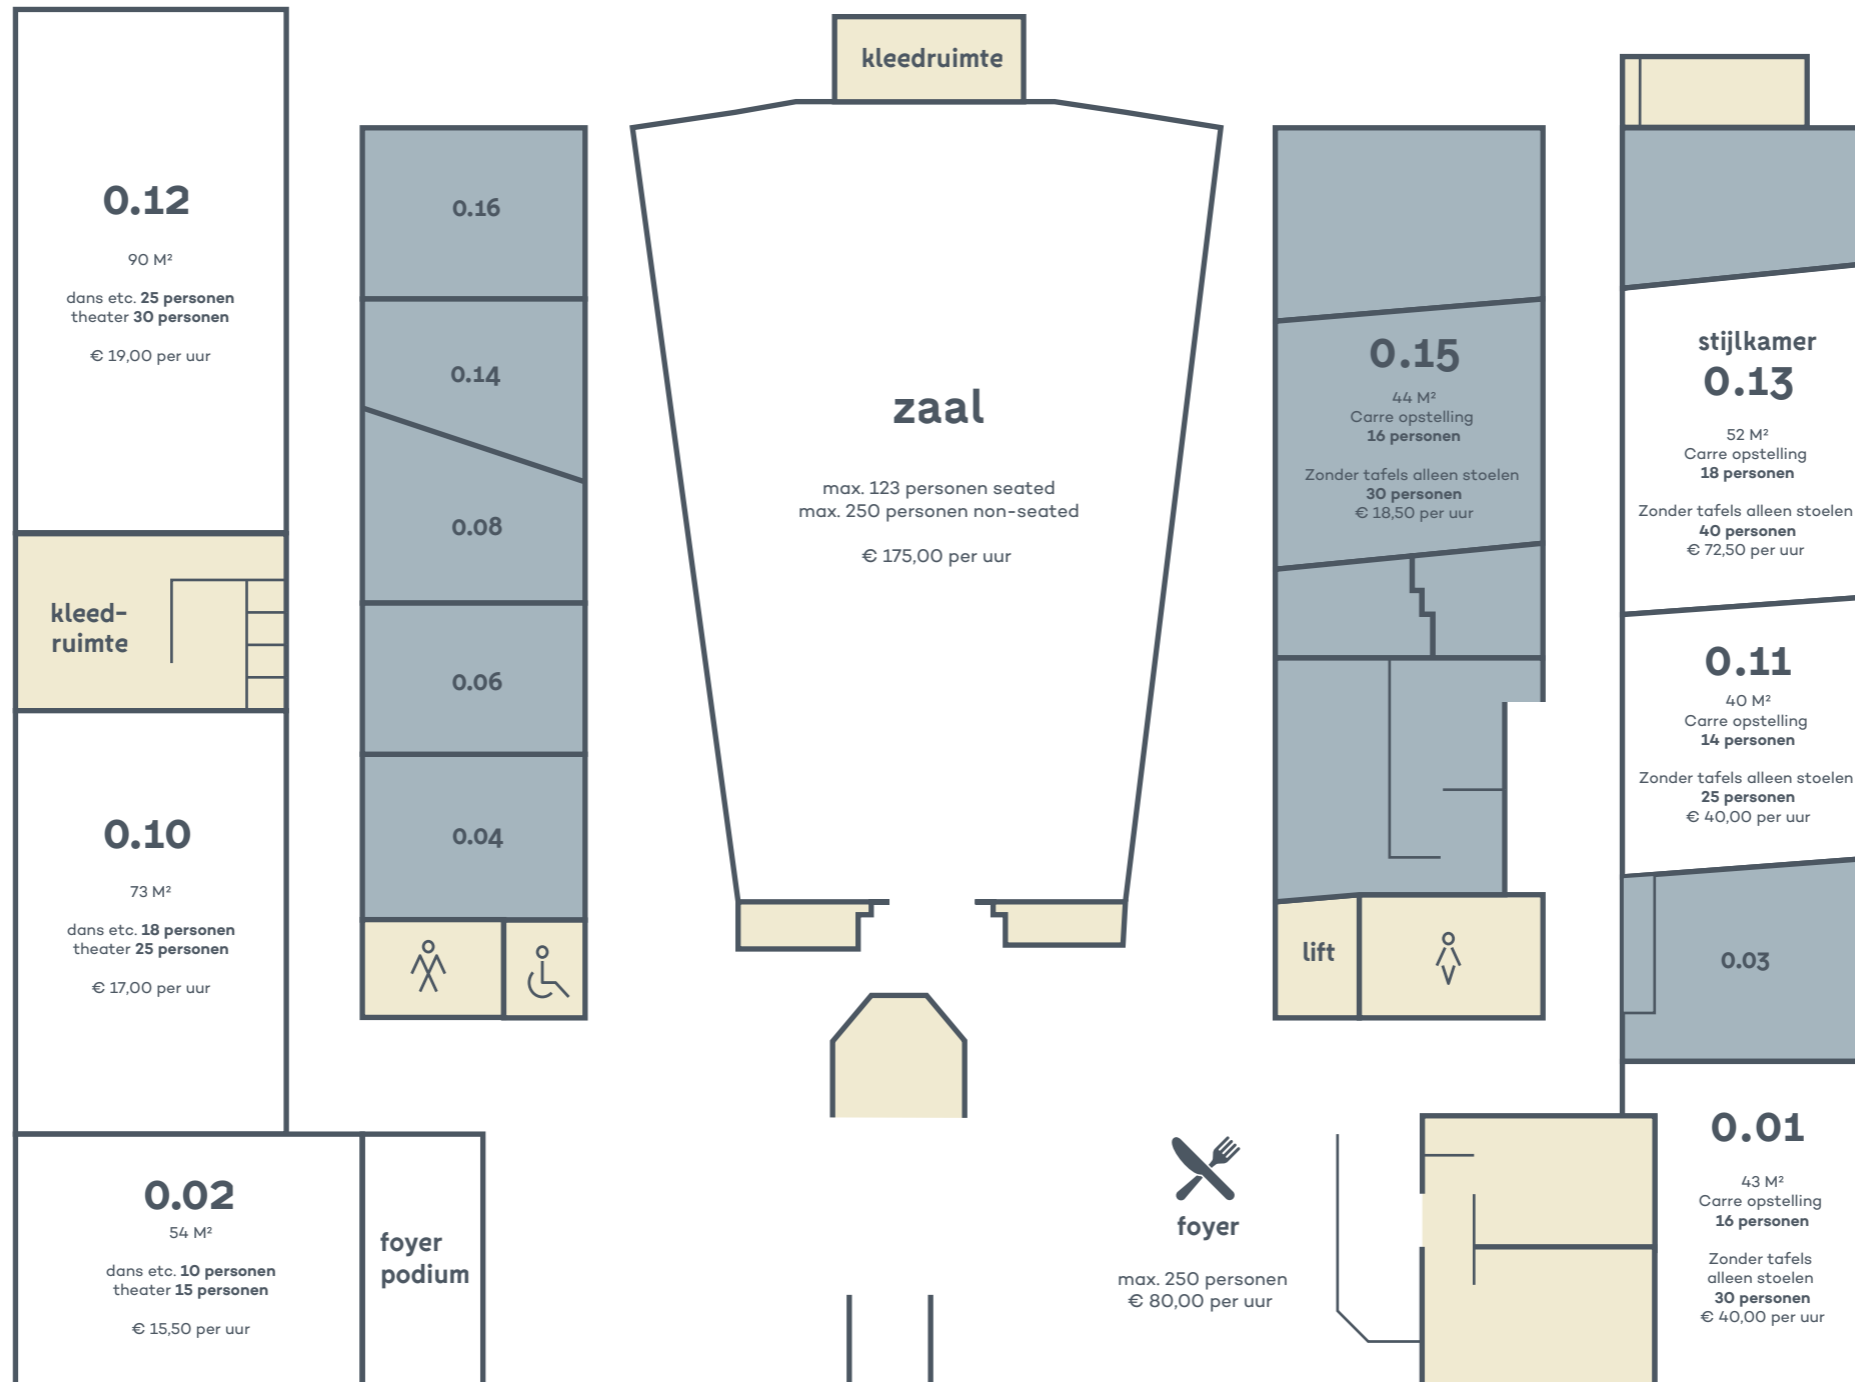 kleedruimte
0.12
90 M²
dans etc. 25 personen
theater 30 personen
€ 19,00 per uur
kleed-
ruimte
0.10
73 M²
dans etc. 18 personen
theater 25 personen
€ 17,00 per uur
0.02
54 M²
dans etc. 10 personen
theater 15 personen
€ 15,50 per uur
foyer
podium
0.16
0.14
0.08
0.06
0.04
zaal
max. 123 personen seated
max. 250 personen non-seated
€ 175,00 per uur
0.15
44 M²
Carre opstelling
16 personen
Zonder tafels alleen stoelen
30 personen
€ 18,50 per uur
lift
foyer
max. 250 personen
€ 80,00 per uur
stijlkamer
0.13
52 M²
Carre opstelling
18 personen
Zonder tafels alleen stoelen
40 personen
€ 72,50 per uur
0.11
40 M²
Carre opstelling
14 personen
Zonder tafels alleen stoelen
25 personen
€ 40,00 per uur
0.03
0.01
43 M²
Carre opstelling
16 personen
Zonder tafels
alleen stoelen
30 personen
€ 40,00 per uur